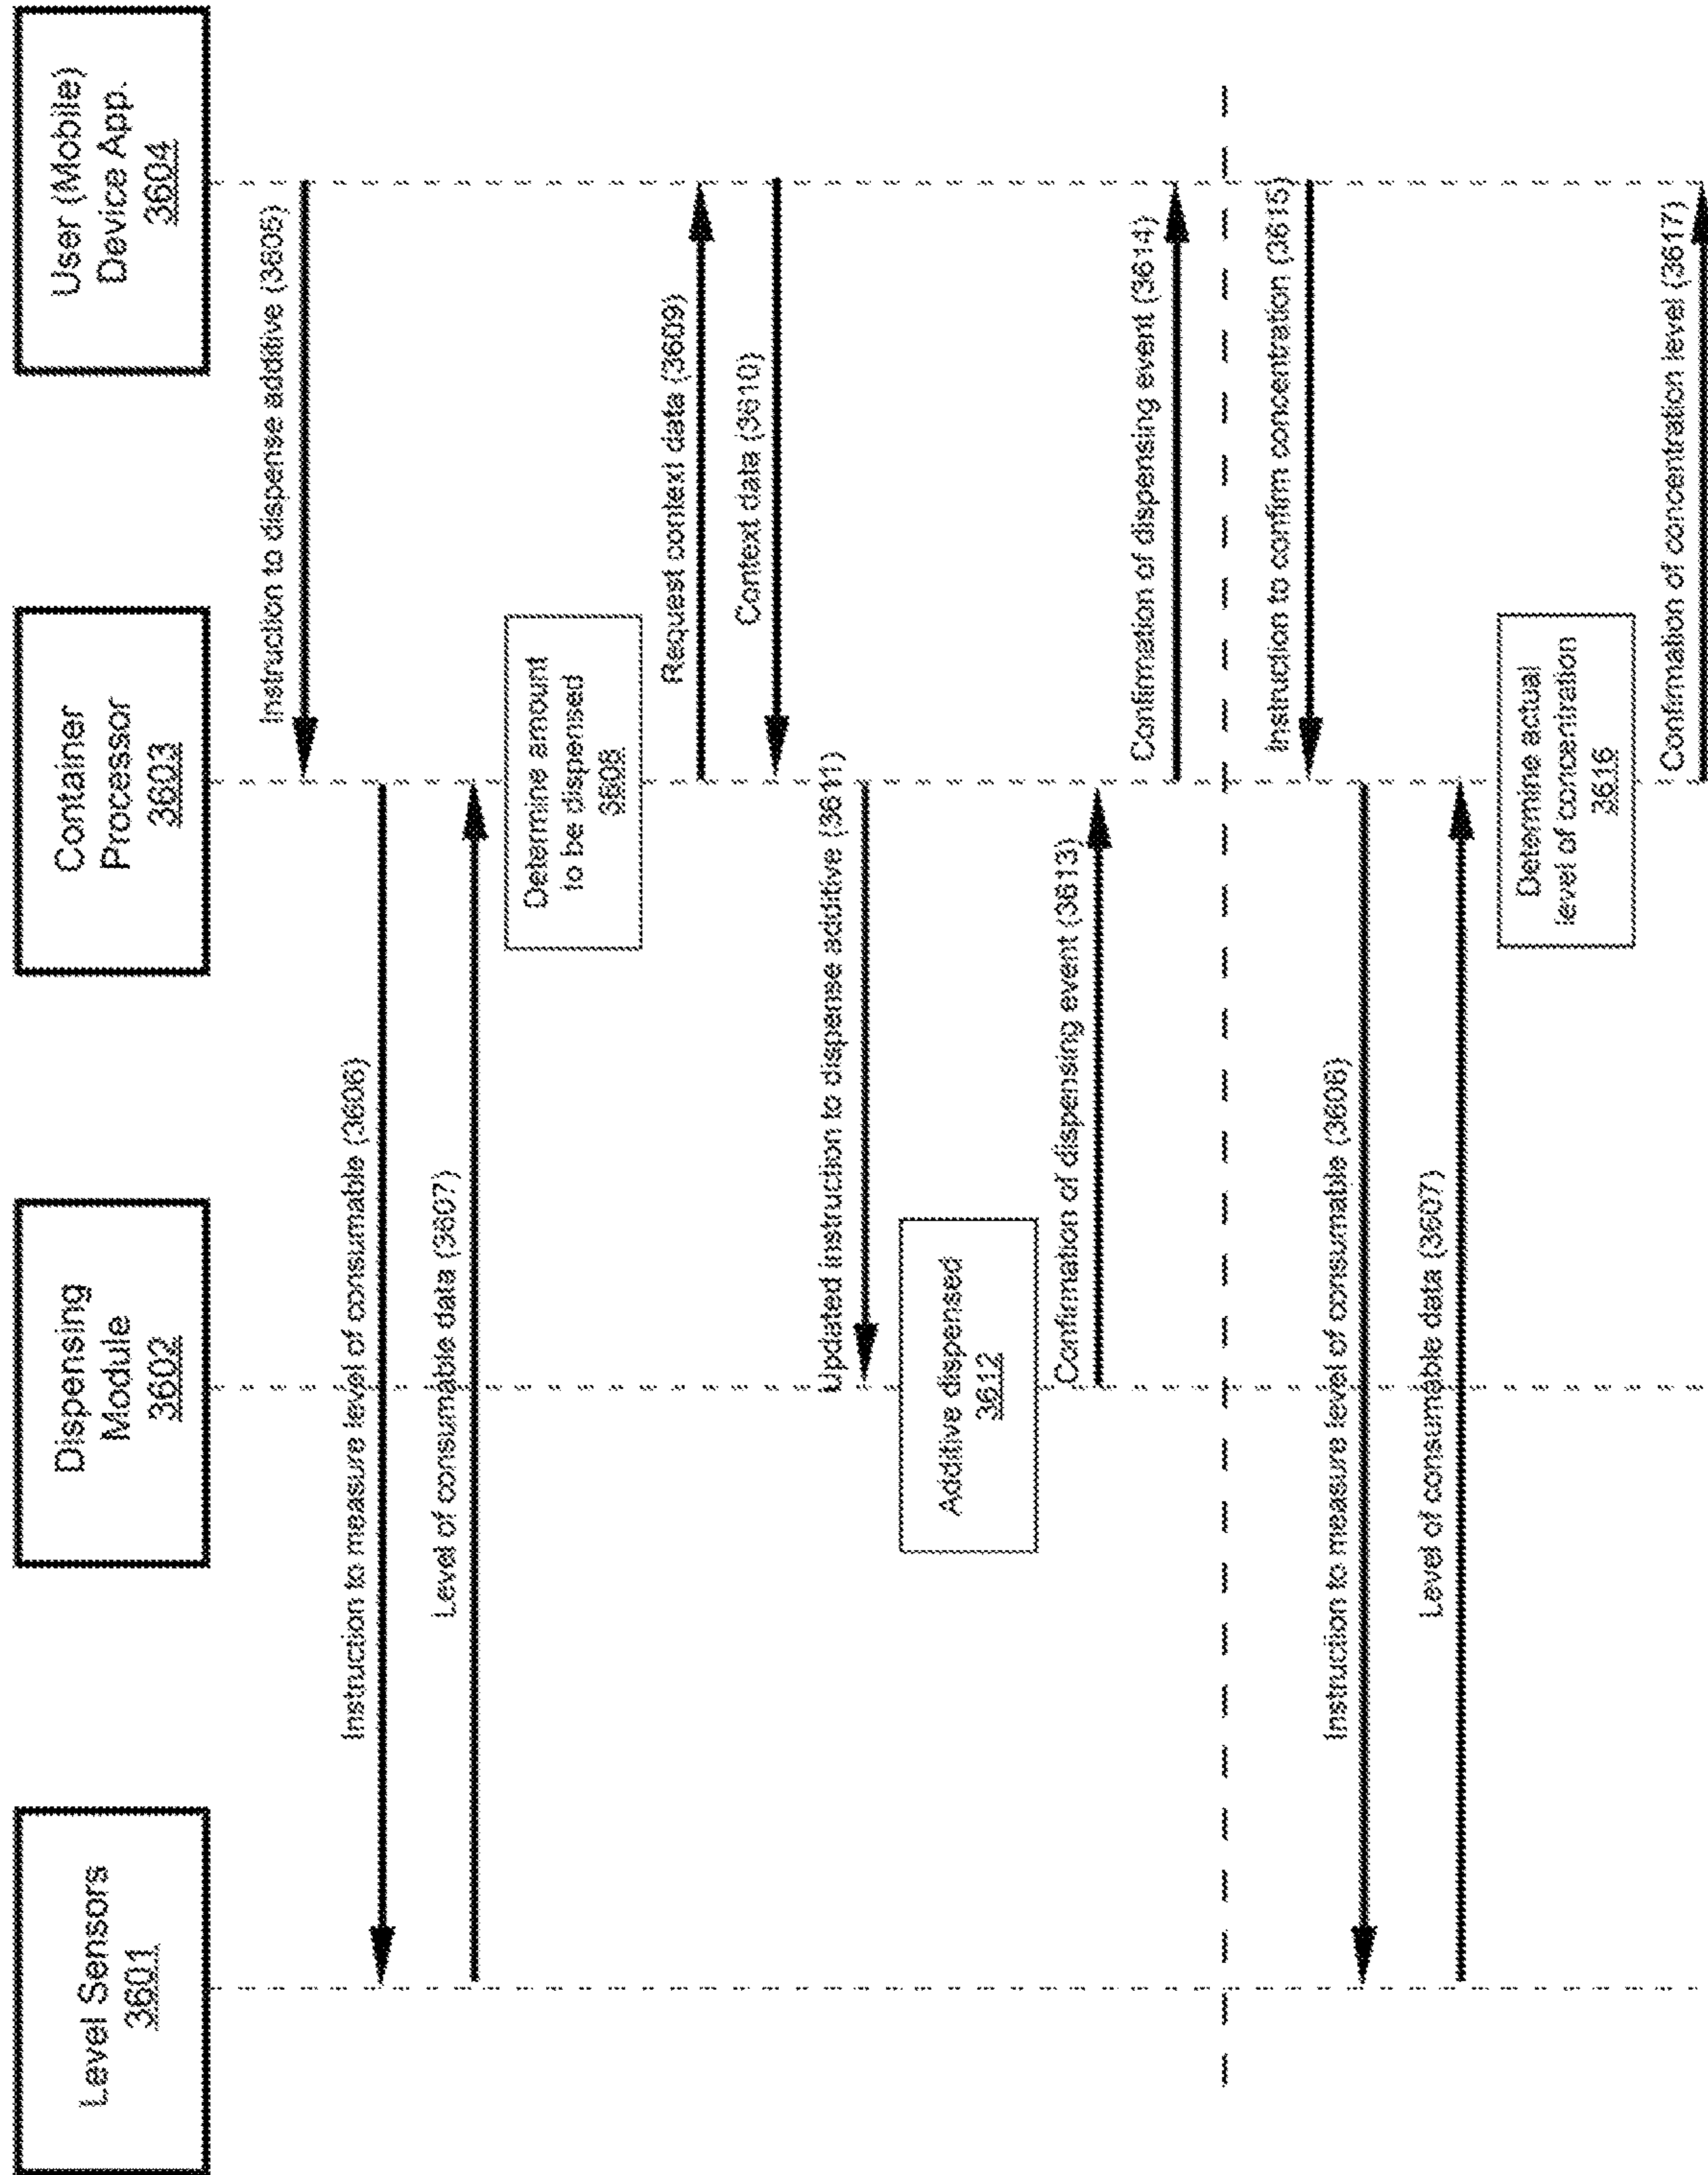 Level Sensors
3601
Dispensing
Module
3602
Container
Processor
3603
User (Mobile)
Device App.
3604
Instruction to dispense additive (3605)
Instruction to measure level of consumable (3606)
Level of consumable data (3607)
Determine amount
to be dispensed
3608
Request context data (3609)
Context data (3610)
Updated instruction to dispense additive (3611)
Additive dispensed
3612
Confirmation of dispensing event (3613)
Confirmation of dispensing event (3614)
Instruction to confirm concentration (3615)
Instruction to measure level of consumable (3606)
Level of consumable data (3607)
Determine actual
level of concentration
3616
Confirmation of concentration level (3617)